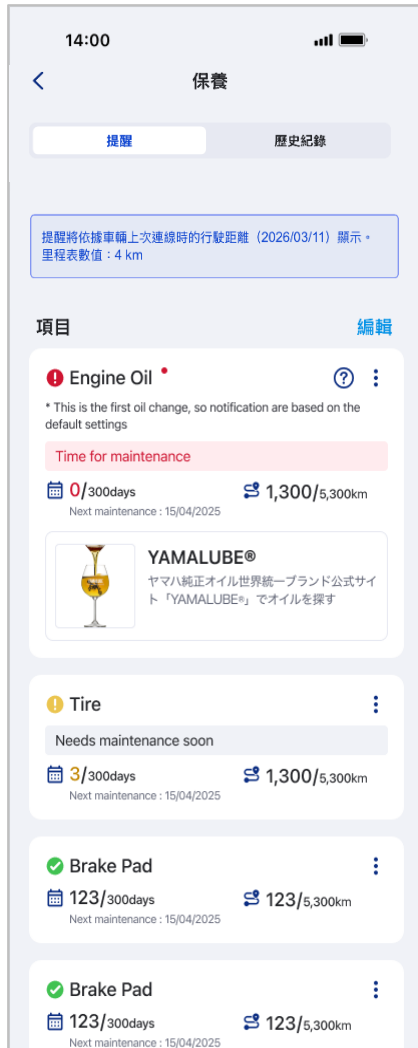 14:00
保養
提醒
歷史紀錄
提醒將依據車輛上次連線時的行駛距離（2026/03/11）顯示。
里程表數值：4 km
項目
編輯
Engine Oil
* This is the first oil change, so notification are based on the
default settings
Time for maintenance
0/300days
1,300/5,300km
Next maintenance : 15/04/2025
YAMALUBE®
ヤマハ純正オイル世界統一ブランド公式サイ
ト「YAMALUBE®」でオイルを探す
Tire
Needs maintenance soon
3/300days
1,300/5,300km
Next maintenance : 15/04/2025
Brake Pad
123/300days
123/5,300km
Next maintenance : 15/04/2025
Brake Pad
123/300days
123/5,300km
Next maintenance : 15/04/2025